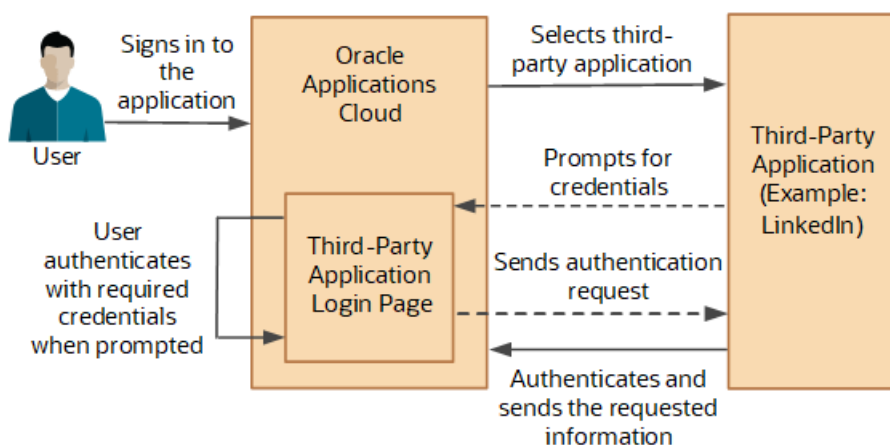 Signs in to
the
application
User
Oracle
Applications
Cloud
Selects third-
party application
Third-Party
Application
(Example:
LinkedIn)
Prompts for
credentials
User
authenticates
with required
credentials
when prompted
Third-Party
Application
Login Page
Sends authentication
request
Authenticates and
sends the requested
information